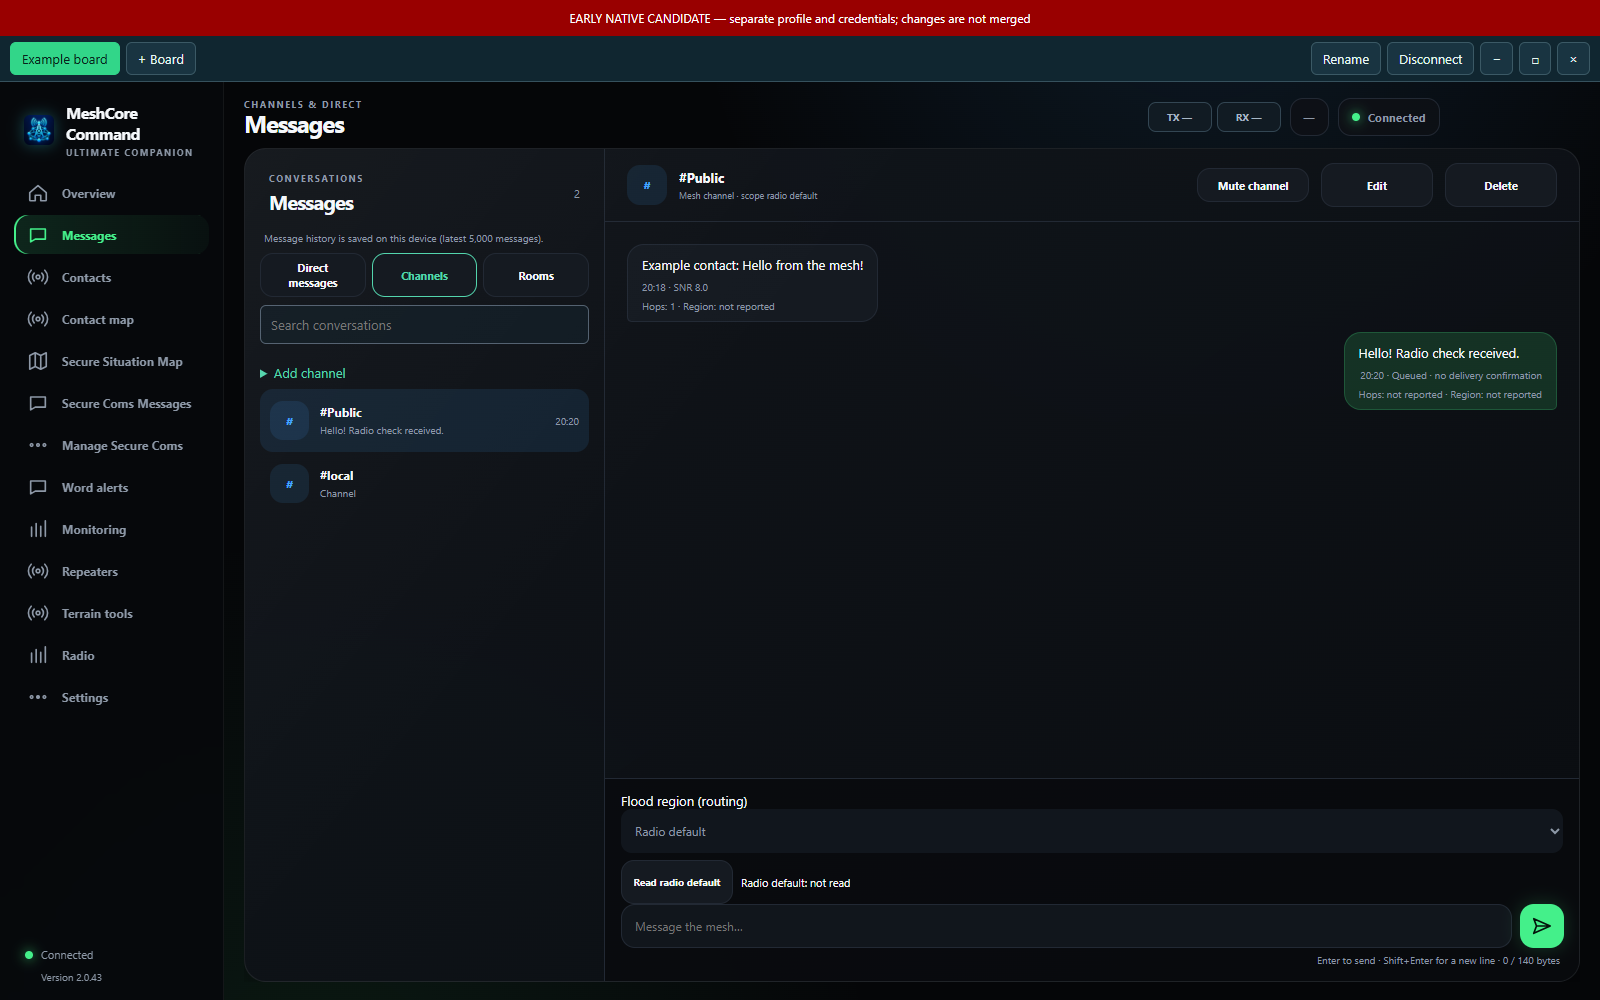 EARLY NATIVE CANDIDATE — separate profile and credentials; changes are not merged
Example board
+ Board
Rename
Disconnect
MeshCore
Command
ULTIMATE COMPANION
Overview
Messages
Contacts
Contact map
Secure Situation Map
Secure Coms Messages
Manage Secure Coms
Word alerts
Monitoring
Repeaters
Terrain tools
Radio
Settings
Connected
Version 2.0.43
CHANNELS & DIRECT
Messages
TX —
RX —
—
Connected
CONVERSATIONS
Messages
2
Message history is saved on this device (latest 5,000 messages).
Direct
messages
Channels
Rooms
Search conversations
Add channel
#
#Public
Hello! Radio check received.
20:20
#
#local
Channel
#
#Public
Mesh channel · scope radio default
Mute channel
Edit
Delete
Example contact: Hello from the mesh!
20:18 · SNR 8.0
Hops: 1 · Region: not reported
Hello! Radio check received.
20:20 · Queued · no delivery confirmation
Hops: not reported · Region: not reported
Flood region (routing)
Radio default
Read radio default
Radio default: not read
Message the mesh...
Enter to send · Shift+Enter for a new line · 0 / 140 bytes